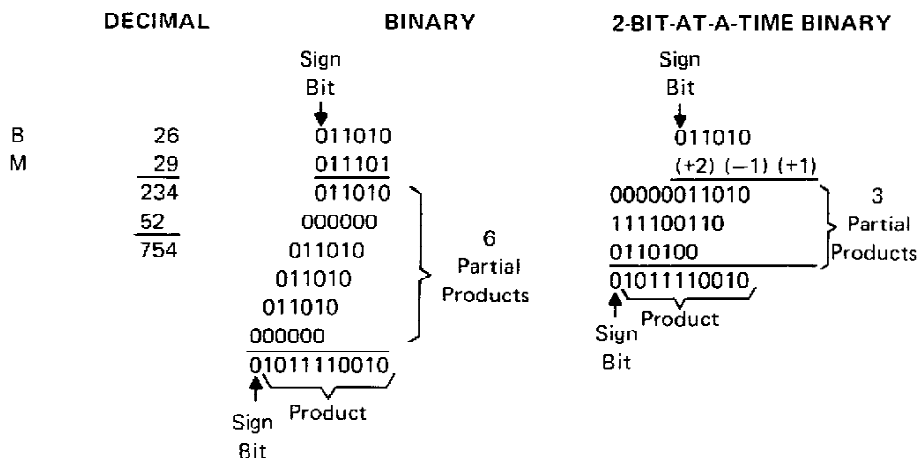 DECIMAL BINARY 2-BIT-AT-A-TIME BINARY
Sign Bit
Sign Bit
B 26 011010 011010
M 29 011101 (+2) (−1) (+1)
234 011010 00000011010
52 000000 111100110
754 011010 0110100
011010 01011110010
011010
000000
01011110010
6 Partial Products
3 Partial Products
Sign Bit
Product
Sign Bit
Product